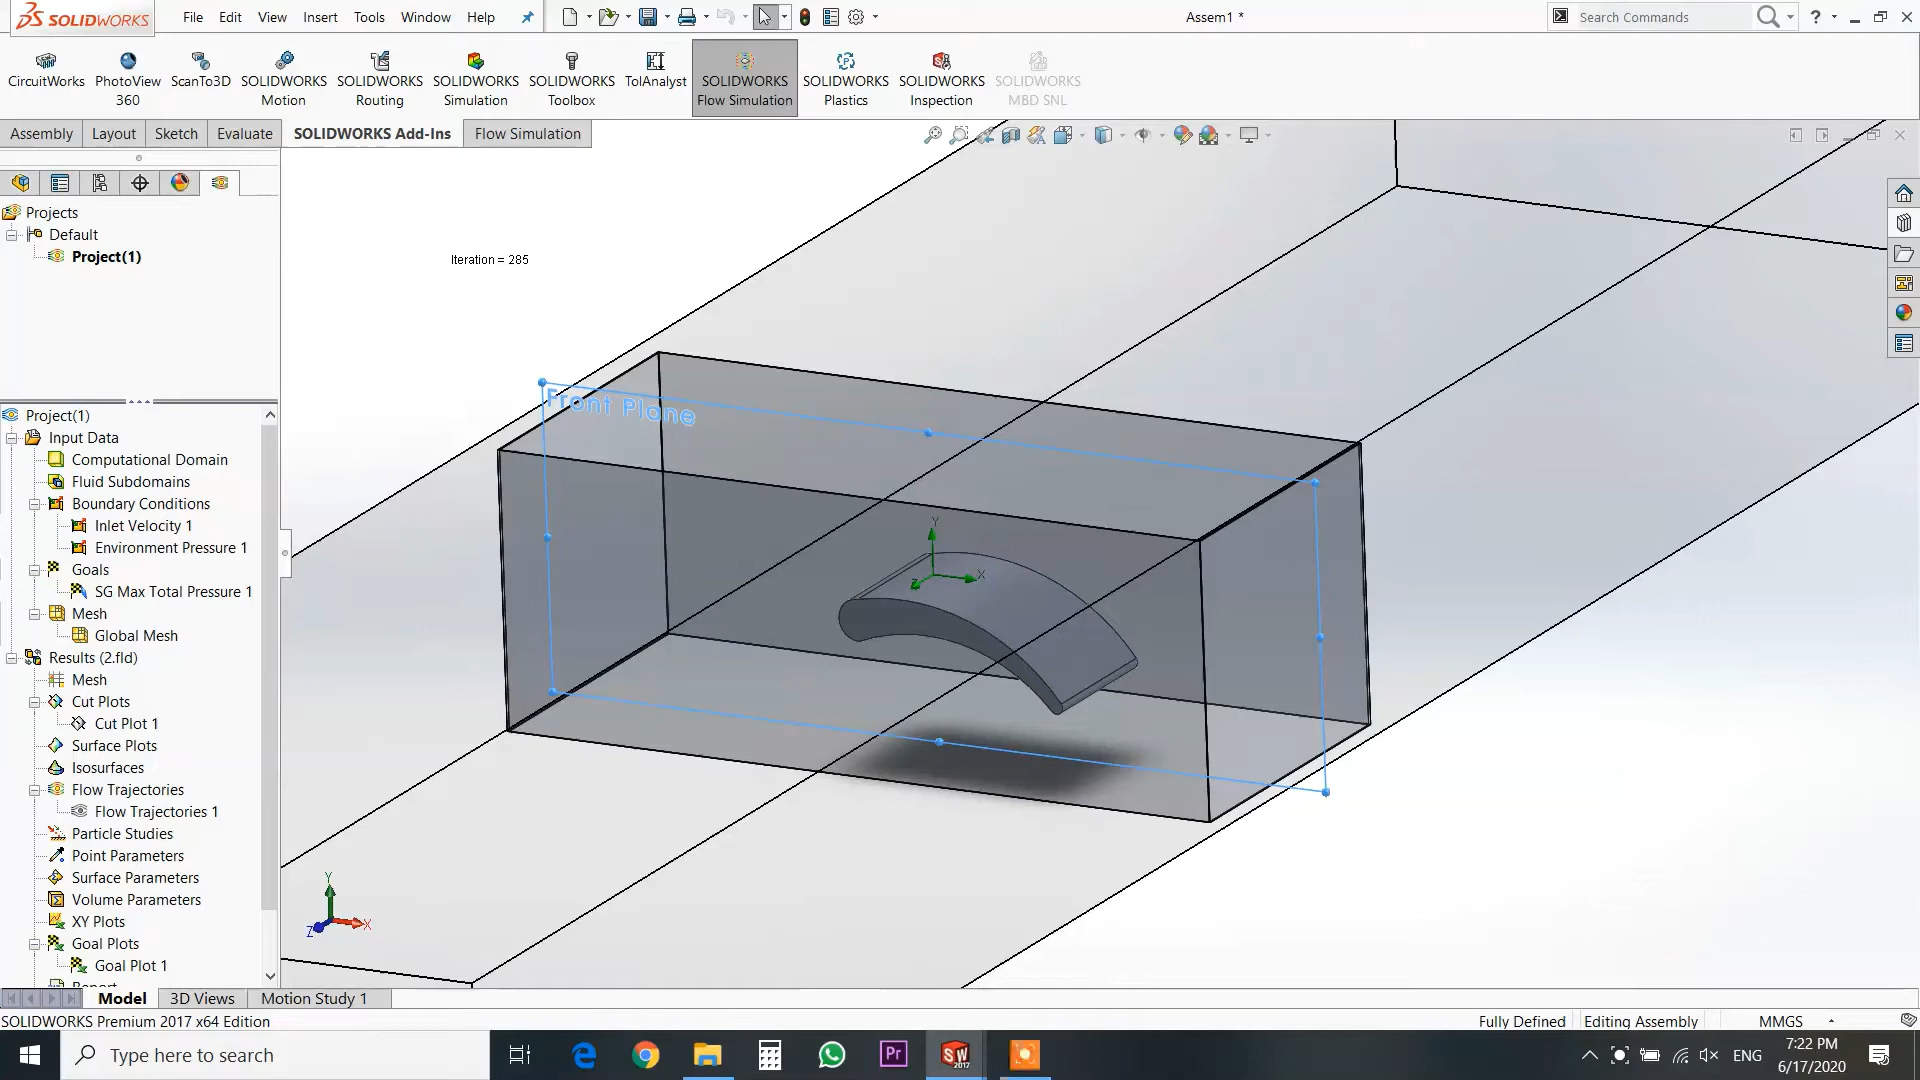 SOLIDWORKS File Edit View Insert Tools Window Help Assem1 * Search Commands ?
CircuitWorks PhotoView ScanTo3D SOLIDWORKS SOLIDWORKS SOLIDWORKS SOLIDWORKS TolAnalyst SOLIDWORKS SOLIDWORKS SOLIDWORKS SOLIDWORKS
360 Motion Routing Simulation Toolbox Flow Simulation Plastics Inspection MBD SNL
Assembly Layout Sketch Evaluate SOLIDWORKS Add-Ins Flow Simulation
Projects
Default
Project(1)
Iteration = 285
Front Plane
Y
X
Z
Project(1)
Input Data
Computational Domain
Fluid Subdomains
Boundary Conditions
Inlet Velocity 1
Environment Pressure 1
Goals
SG Max Total Pressure 1
Mesh
Global Mesh
Results (2.fld)
Mesh
Cut Plots
Cut Plot 1
Surface Plots
Isosurfaces
Flow Trajectories
Flow Trajectories 1
Particle Studies
Point Parameters
Surface Parameters
Volume Parameters
XY Plots
Goal Plots
Goal Plot 1
Report
Y
X
Z
Model 3D Views Motion Study 1
SOLIDWORKS Premium 2017 x64 Edition Fully Defined Editing Assembly MMGS
Type here to search Pr SW 2017 ENG 7:22 PM
6/17/2020